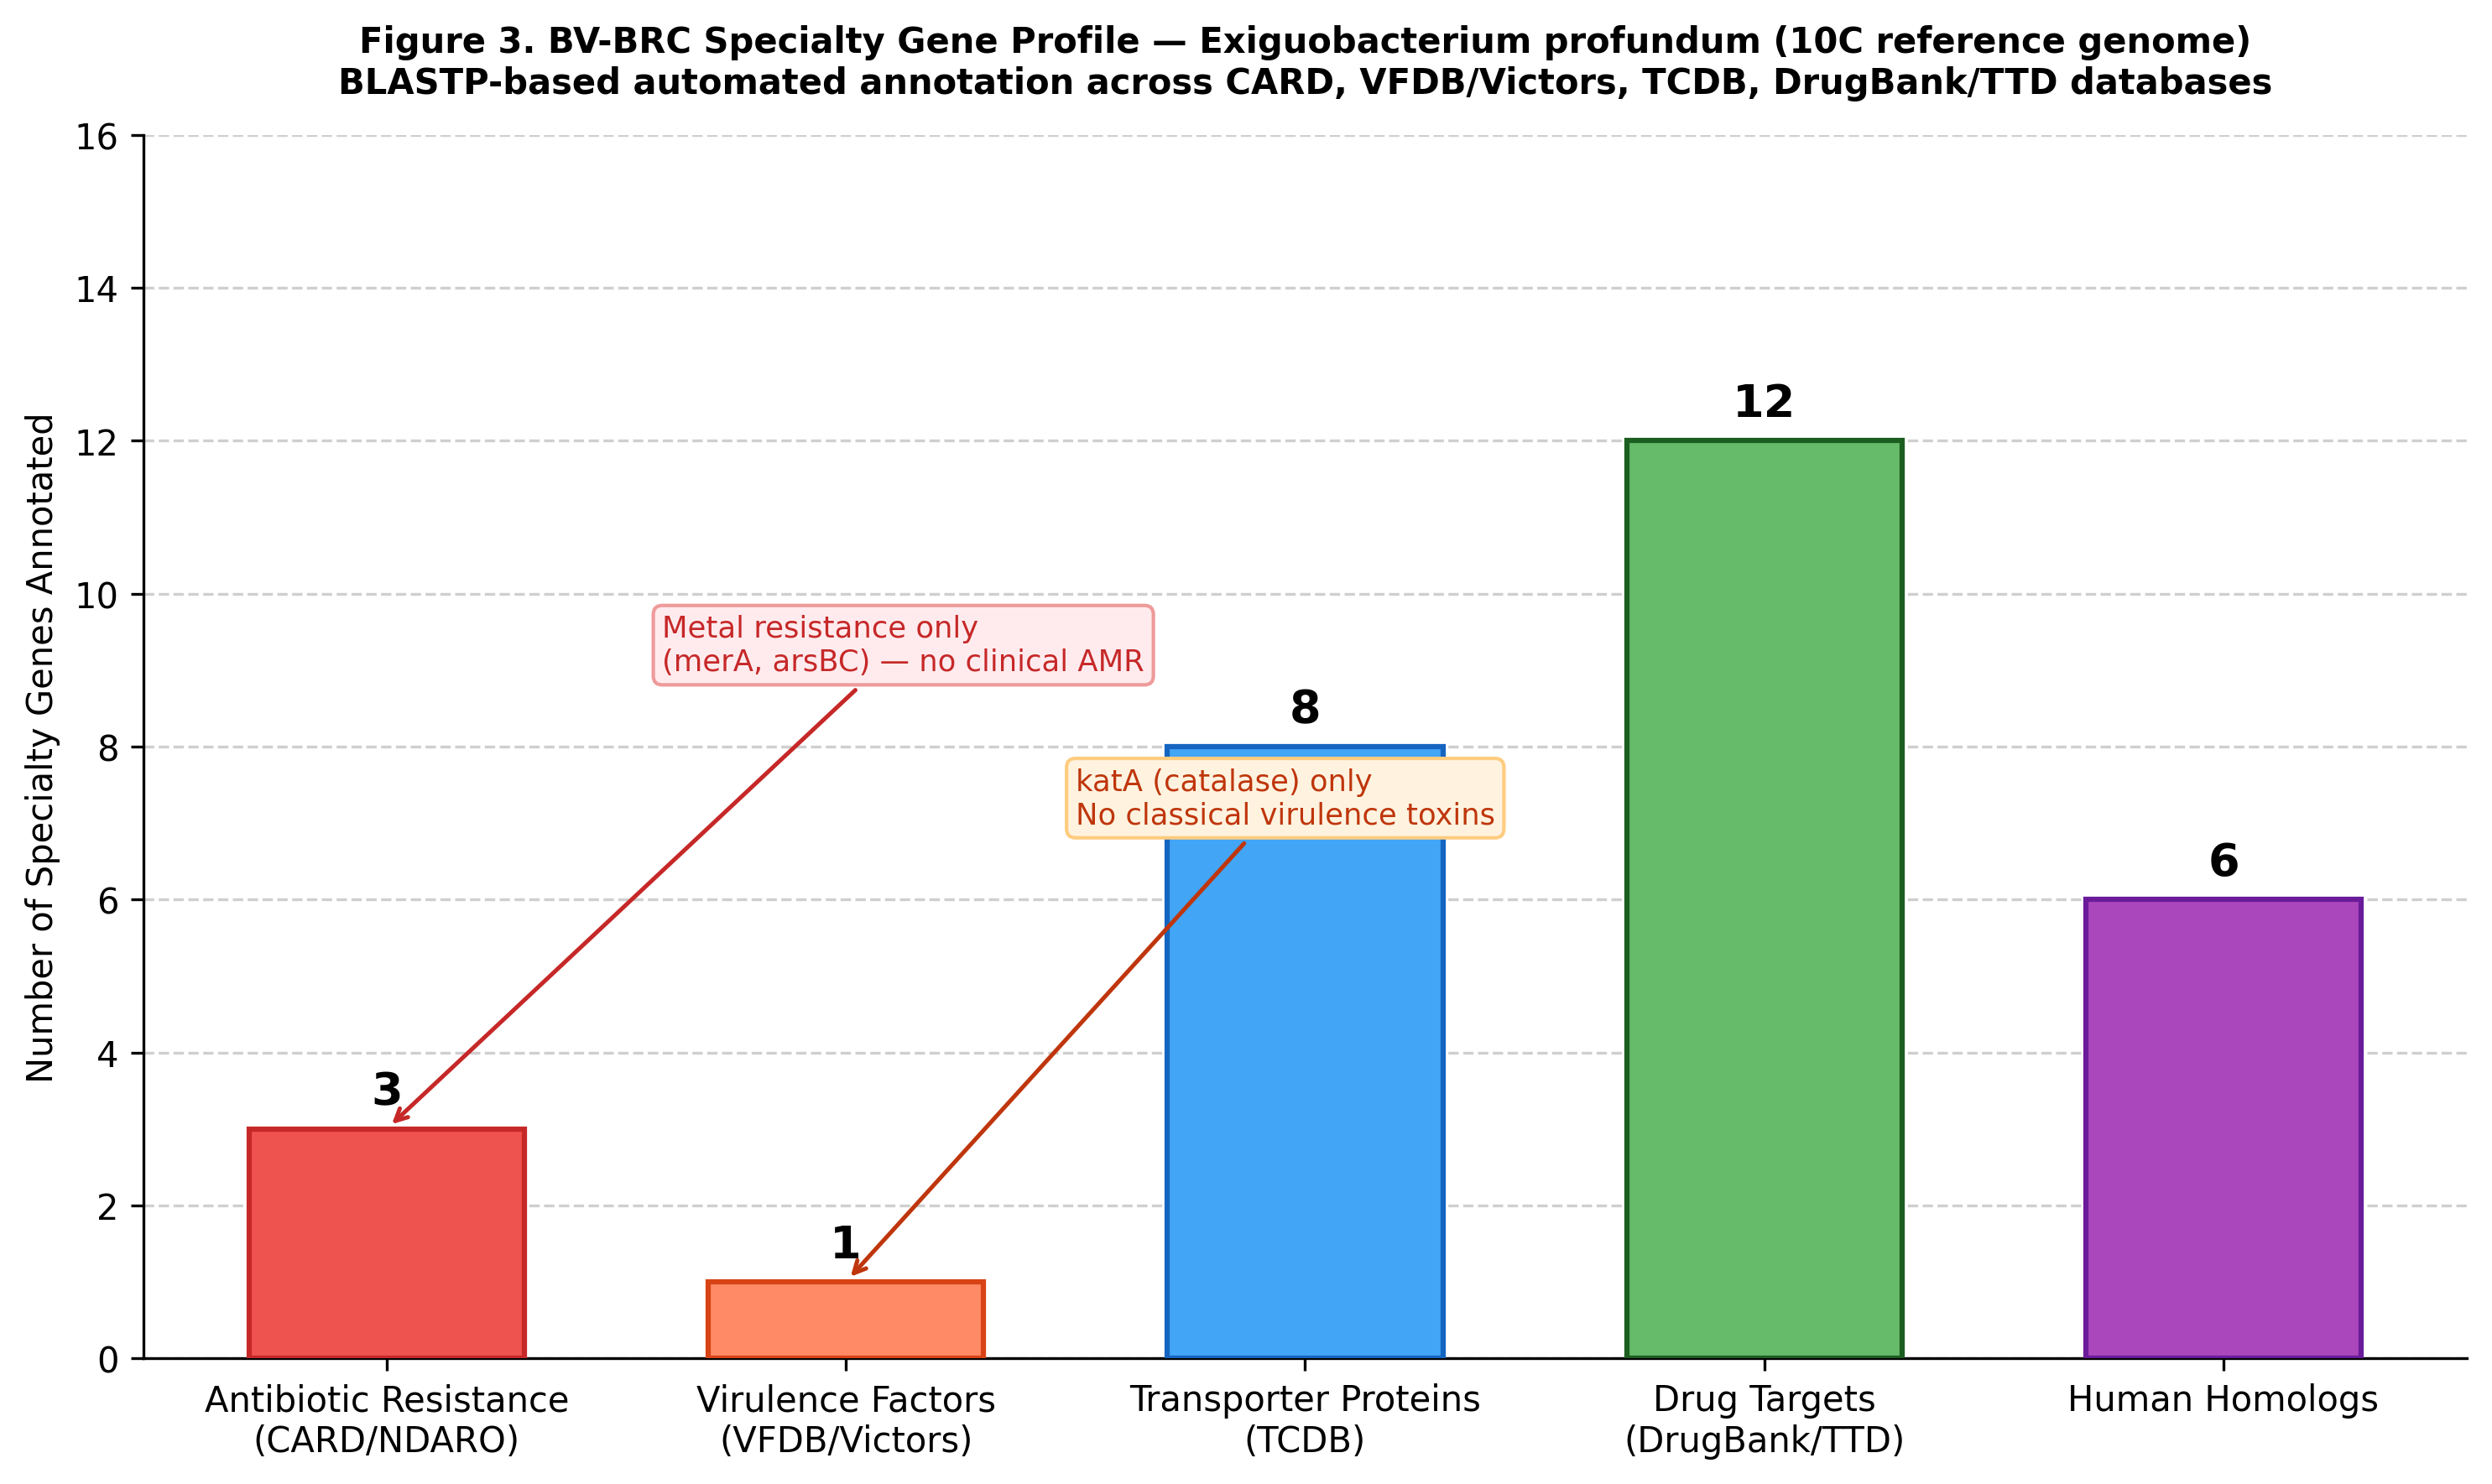 Figure 3. BV-BRC Specialty Gene Profile — Exiguobacterium profundum (10C reference genome)
BLASTP-based automated annotation across CARD, VFDB/Victors, TCDB, DrugBank/TTD databases
Number of Specialty Genes Annotated
16
14
12
10
8
6
4
2
0
12
Metal resistance only
(merA, arsBC) — no clinical AMR
8
katA (catalase) only
No classical virulence toxins
6
3
1
Antibiotic Resistance
(CARD/NDARO)
Virulence Factors
(VFDB/Victors)
Transporter Proteins
(TCDB)
Drug Targets
(DrugBank/TTD)
Human Homologs